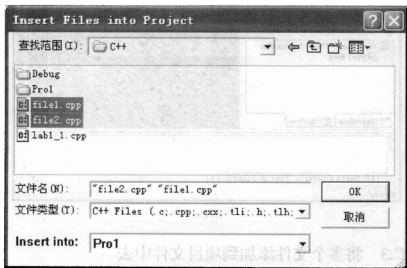 Insert Files into Project
查找范围(I): C++
Debug
Pro1
file1.cpp
file2.cpp
lab1_1.cpp
文件名(N): "file2.cpp" "file1.cpp" OK
文件类型(T): C++ Files (.c;.cpp;.cxx;.tli;.h;.tlh; 取消
Insert into: Pro1